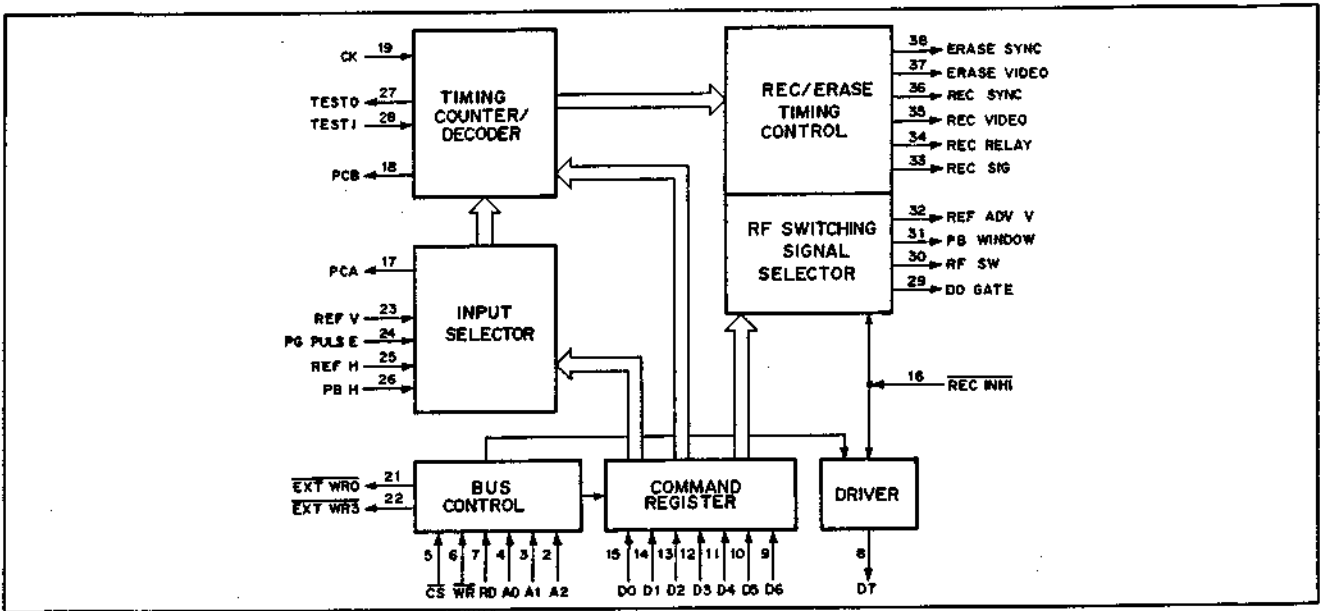 CK 19
TEST0 27
TEST1 28
PCB 18
TIMING
COUNTER/
DECODER
REC/ERASE
TIMING
CONTROL
38 ERASE SYNC
37 ERASE VIDEO
36 REC SYNC
35 REC VIDEO
34 REC RELAY
33 REC SIG
RF SWITCHING
SIGNAL
SELECTOR
32 REF ADV V
31 PB WINDOW
30 RF SW
29 DO GATE
PCA 17
REF V 23
PG PULSE 24
REF H 25
PB H 26
INPUT
SELECTOR
16 REC INHI
EXT WR0 21
EXT WR3 22
BUS
CONTROL
COMMAND
REGISTER
DRIVER
5 6 7 4 3 2
CS WR RD A0 A1 A2
15 14 13 12 11 10 9
D0 D1 D2 D3 D4 D5 D6
8
D7